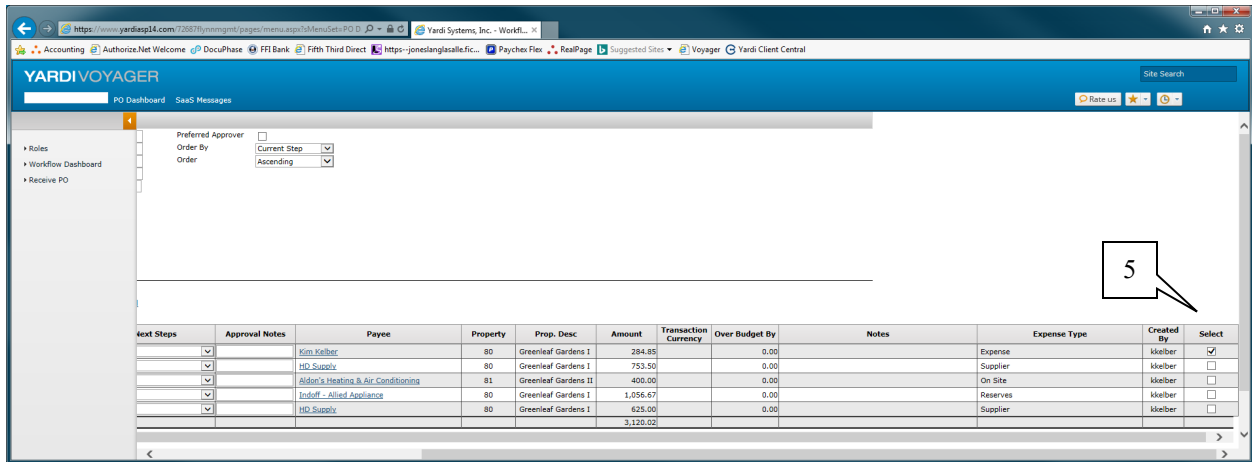 https://www.yardiasp14.com/72687flynnmgmt/pages/menu.aspx?sMenuSet=PO D
Yardi Systems, Inc. - Workfl...
Accounting Authorize.Net Welcome DocuPhase FFI Bank Fifth Third Direct https--joneslanglasalle.fic... Paychex Flex RealPage Suggested Sites Voyager Yardi Client Central
YARDI VOYAGER
Site Search
PO Dashboard SaaS Messages
Rate us
Preferred Approver
Roles
Order By Current Step
Workflow Dashboard
Order Ascending
Receive PO
5
Next Steps Approval Notes Payee Property Prop. Desc Amount Transaction Currency Over Budget By Notes Expense Type Created By Select
Kim Kelber 80 Greenleaf Gardens I 284.85 0.00 Expense kkelber
HD Supply 80 Greenleaf Gardens I 753.50 0.00 Supplier kkelber
Aldon's Heating & Air Conditioning 81 Greenleaf Gardens II 400.00 0.00 On Site kkelber
Indoff - Allied Appliance 80 Greenleaf Gardens I 1,056.67 0.00 Reserves kkelber
HD Supply 80 Greenleaf Gardens I 625.00 0.00 Supplier kkelber
3,120.02